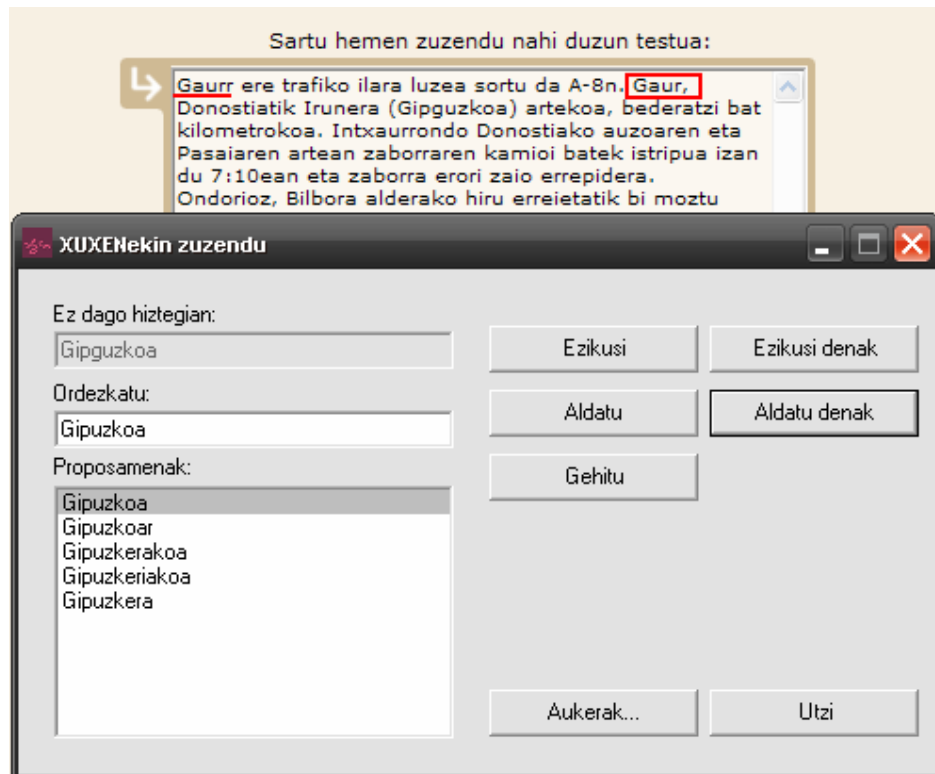 Sartu hemen zuzendu nahi duzun testua:
Gaurr ere trafiko ilara luzea sortu da A-8n. Gaur,
Donostiatik Irunera (Gipguzkoa) artekoa, bederatzi bat
kilometrokoa. Intxaurrondo Donostiako auzoaren eta
Pasaiaren artean zaborraren kamioi batek istripua izan
du 7:10ean eta zaborra erori zaio errepidera.
Ondorioz, Bilbora alderako hiru erreietatik bi moztu
XUXENekin zuzendu
Ez dago hiztegian:
Gipguzkoa
Ezikusi
Ezikusi denak
Ordezkatu:
Gipuzkoa
Aldatu
Aldatu denak
Proposamenak:
Gehitu
Gipuzkoa
Gipuzkoar
Gipuzkerakoa
Gipuzkeriakoa
Gipuzkera
Aukerak...
Utzi